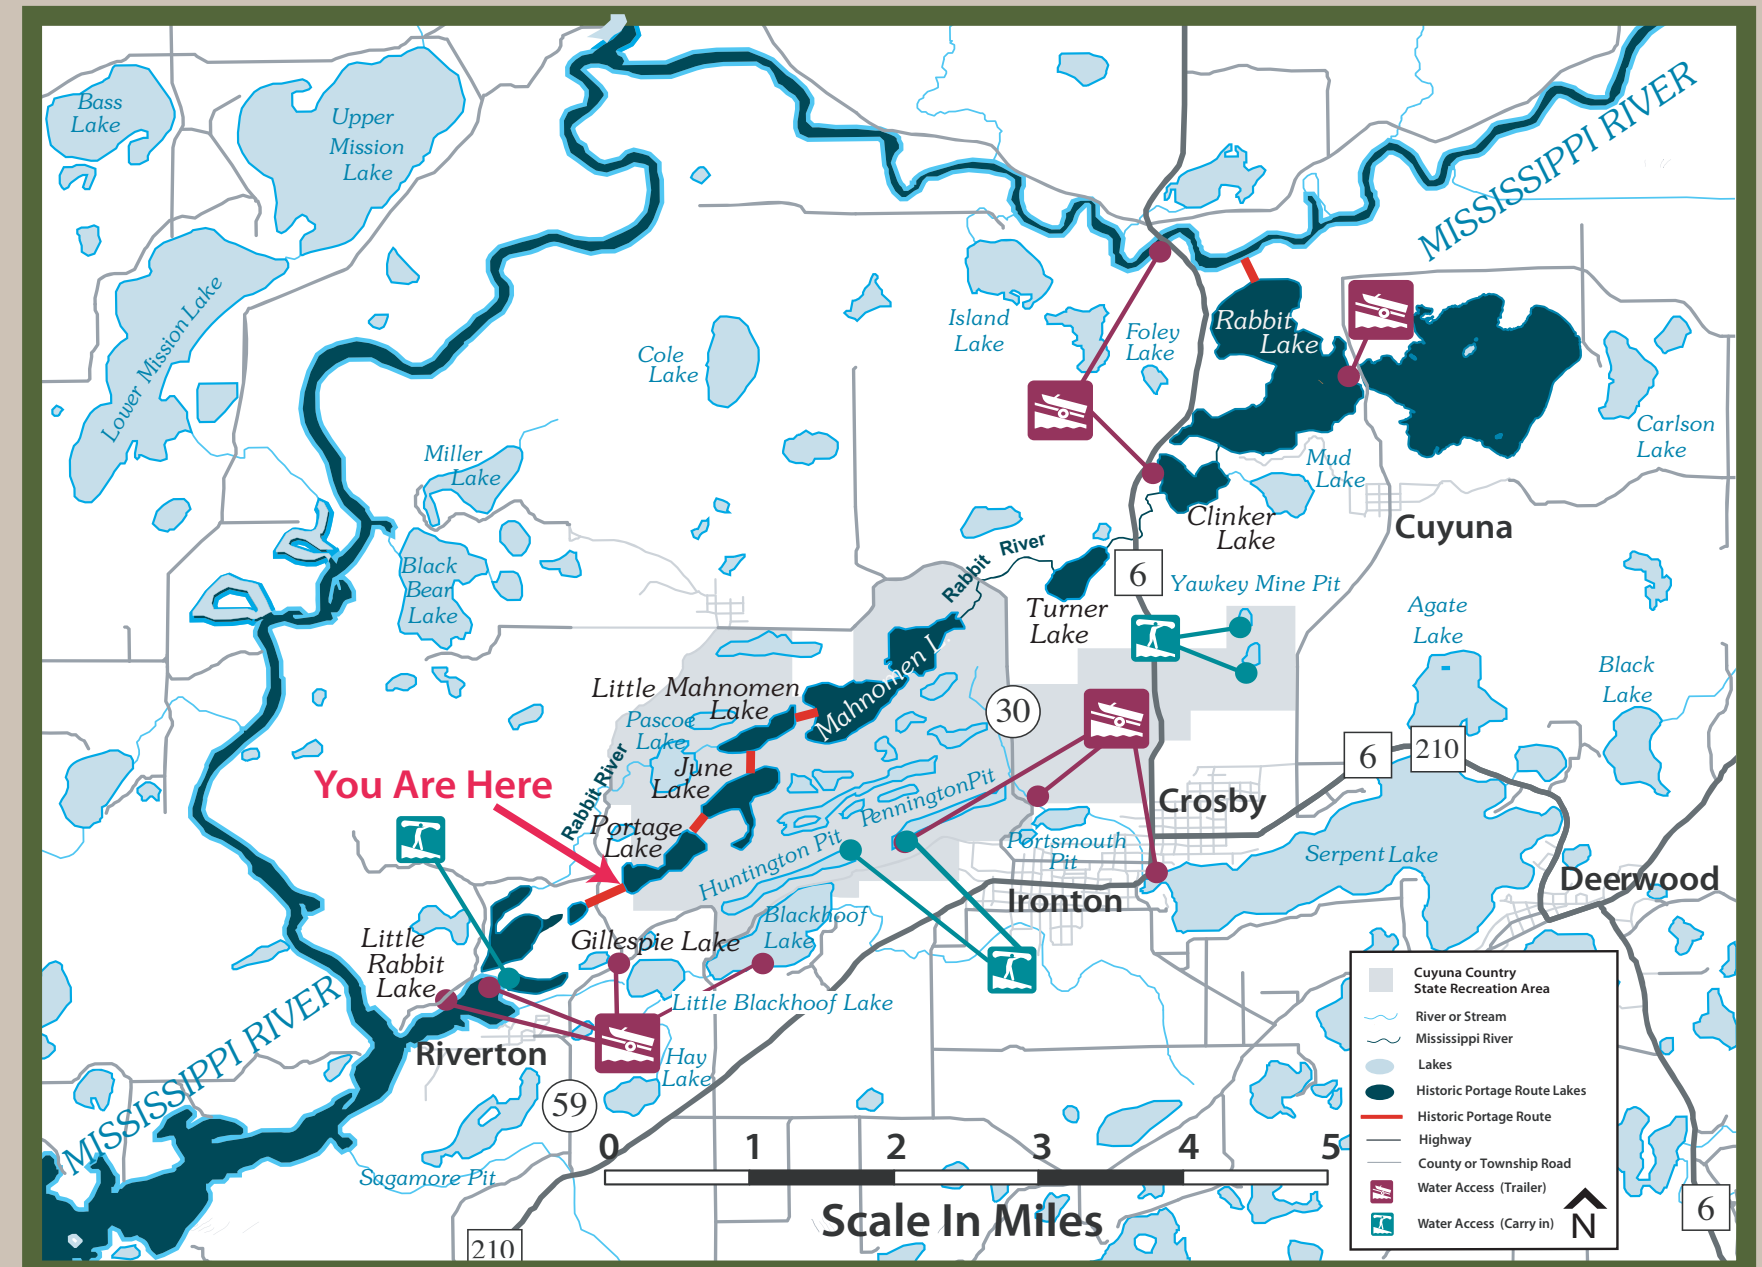 Bass
Lake
Upper
Mission
Lake
MISSISSIPPI RIVER
Lower Mission Lake
Island
Lake
Foley
Lake
Rabbit
Lake
Cole
Lake
Carlson
Lake
Miller
Lake
Mud
Lake
Clinker
Lake
Cuyuna
Rabbit River
Black
Bear
Lake
6
Yawkey Mine Pit
Turner
Lake
Agate
Lake
Black
Lake
Little Mahnomen
Lake
Mahnomen L.
Pascoe
Lake
30
6
210
June
Lake
Rabbit River
You Are Here
Pennington Pit
Crosby
Portage
Lake
Huntington Pit
Portsmouth
Pit
Serpent Lake
Deerwood
Ironton
Blackhoof
Lake
Gillespie Lake
Little
Rabbit
Lake
Little Blackhoof Lake
MISSISSIPPI RIVER
Riverton
Hay
Lake
59
Sagamore Pit
210
0 1 2 3 4 5
Scale In Miles
Cuyuna Country
State Recreation Area
River or Stream
Mississippi River
Lakes
Historic Portage Route Lakes
Historic Portage Route
Highway
County or Township Road
Water Access (Trailer)
Water Access (Carry in)
N
6